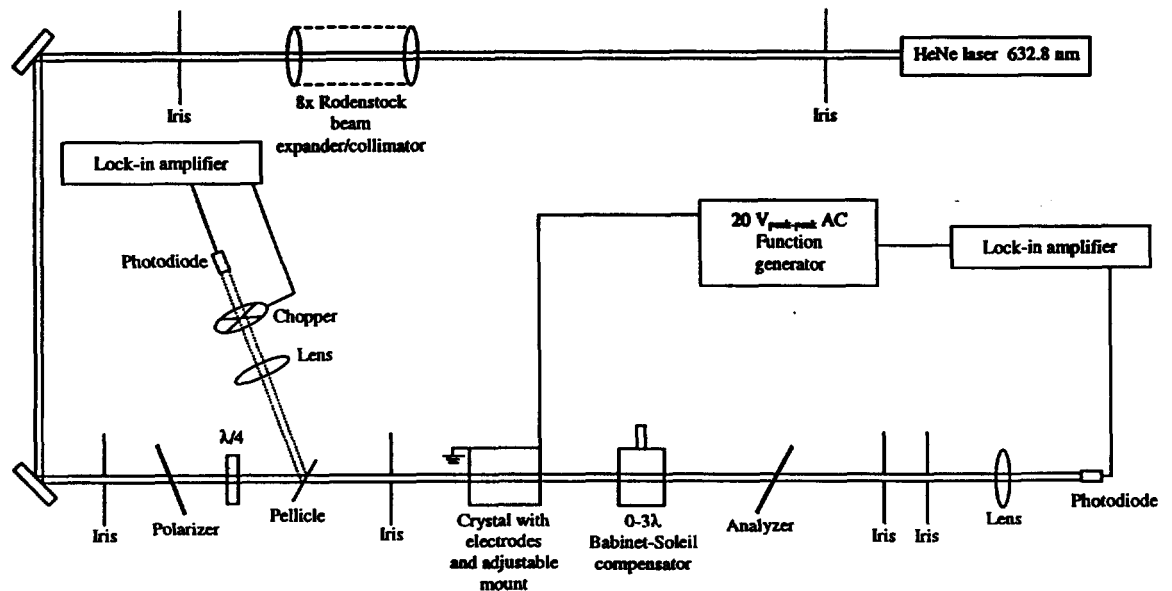 HeNe laser 632.8 nm
Iris
8x Rodenstock
beam
expander/collimator
Iris
Lock-in amplifier
20 Vpeak-peak AC
Function
generator
Lock-in amplifier
Photodiode
Chopper
Lens
λ/4
Iris
Polarizer
Pellicle
Iris
Crystal with
electrodes
and adjustable
mount
0-3λ
Babinet-Soleil
compensator
Analyzer
Iris
Iris
Lens
Photodiode